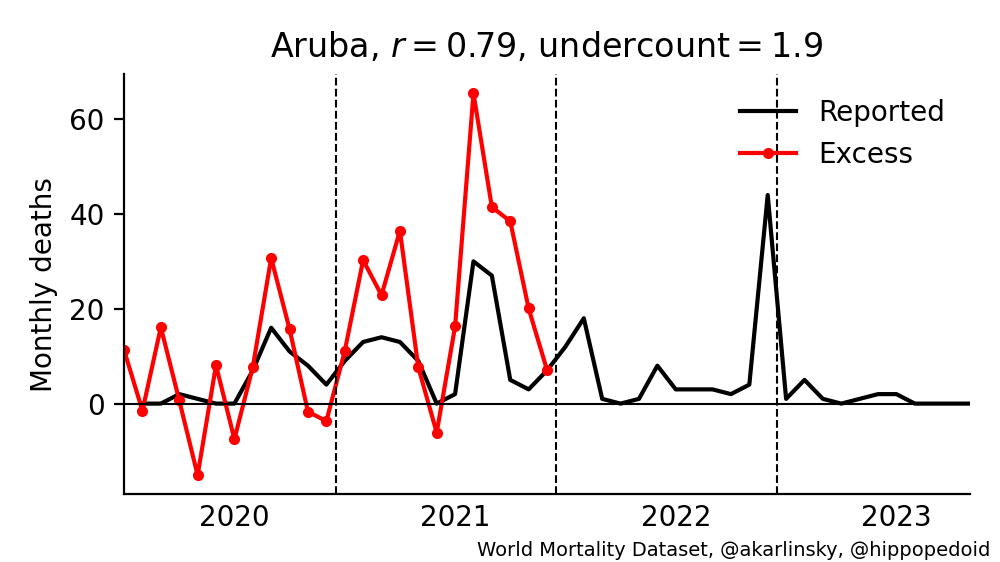 Aruba, r = 0.79, undercount = 1.9
Monthly deaths
60
40
20
0
Reported
Excess
2020 2021 2022 2023
World Mortality Dataset, @akarlinsky, @hippopedoid